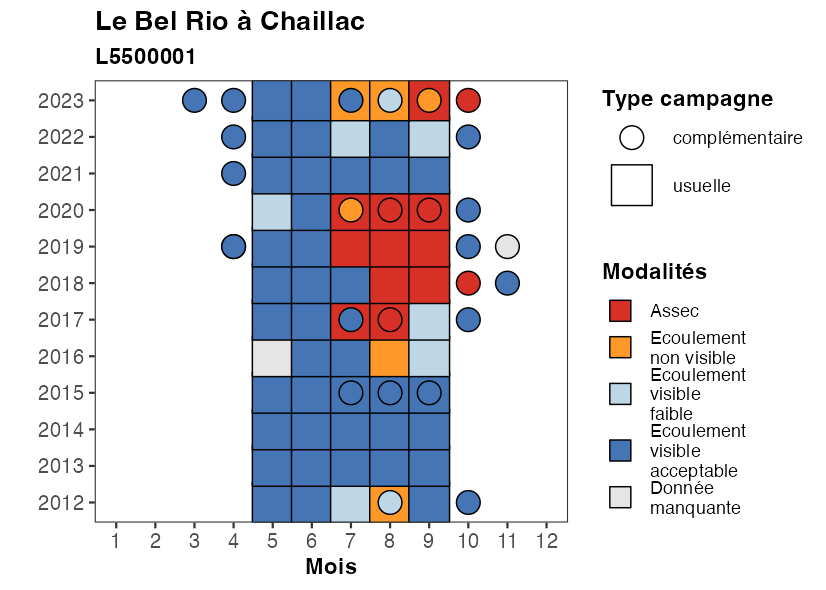 Le Bel Rio à Chaillac
L5500001
2023
2022
2021
2020
2019
2018
2017
2016
2015
2014
2013
2012
1 2 3 4 5 6 7 8 9 10 11 12
Mois
Type campagne
complémentaire
usuelle
Modalités
Assec
Ecoulement
non visible
Ecoulement
visible
faible
Ecoulement
visible
acceptable
Donnée
manquante